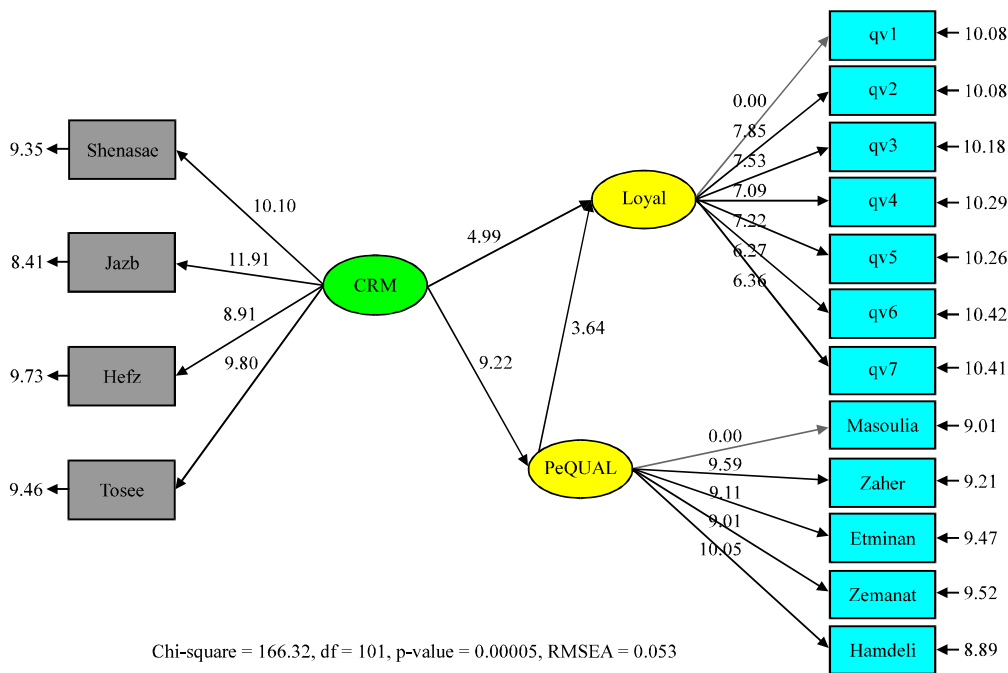 qv1
10.08
qv2
10.08
0.00
7.85
9.35
Shenasae
qv3
10.18
7.53
7.09
Loyal
qv4
10.29
10.10
7.22
4.99
6.27
qv5
10.26
8.41
Jazb
11.91
CRM
6.36
qv6
10.42
8.91
3.64
9.80
9.22
9.73
Hefz
qv7
10.41
Masoulia
9.01
0.00
PeQUAL
9.59
Zaher
9.21
9.46
Tosee
9.11
9.01
10.05
Etminan
9.47
Zemanat
9.52
Hamdeli
8.89
Chi-square = 166.32, df = 101, p-value = 0.00005, RMSEA = 0.053